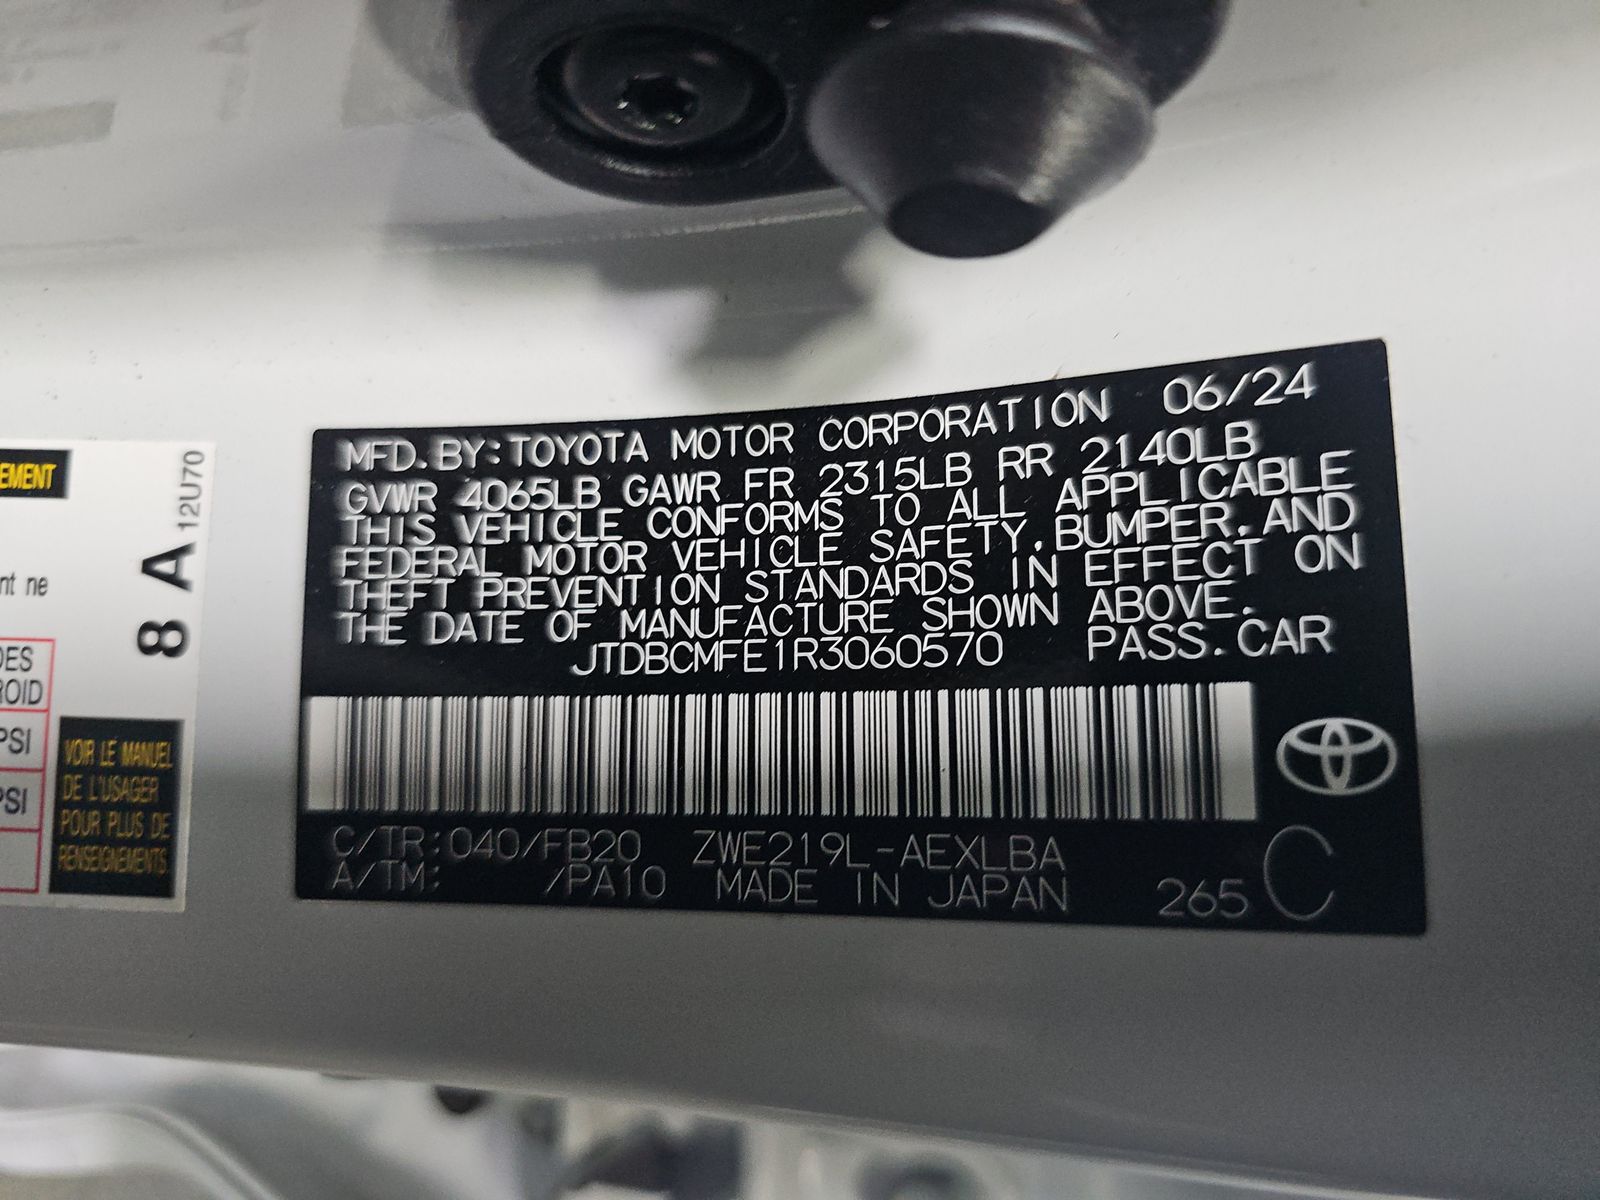 EMENT
12U70
8 A
nt ne
DES
ROID
PSI
PSI
VOIR LE MANUEL
DE L'USAGER
POUR PLUS DE
RENSEIGNEMENTS
MFD. BY: TOYOTA MOTOR CORPORATION 06/24
GVWR 4065LB GAWR FR 2315LB RR 2140LB
THIS VEHICLE CONFORMS TO ALL APPLICABLE
FEDERAL MOTOR VEHICLE SAFETY, BUMPER, AND
THEFT PREVENTION STANDARDS IN EFFECT ON
THE DATE OF MANUFACTURE SHOWN ABOVE.
JTDBCMFE1R3060570 PASS. CAR
C/TR: 040/FB20 ZWE219L-AEXLBA
A/TM: /PA10 MADE IN JAPAN 265 C